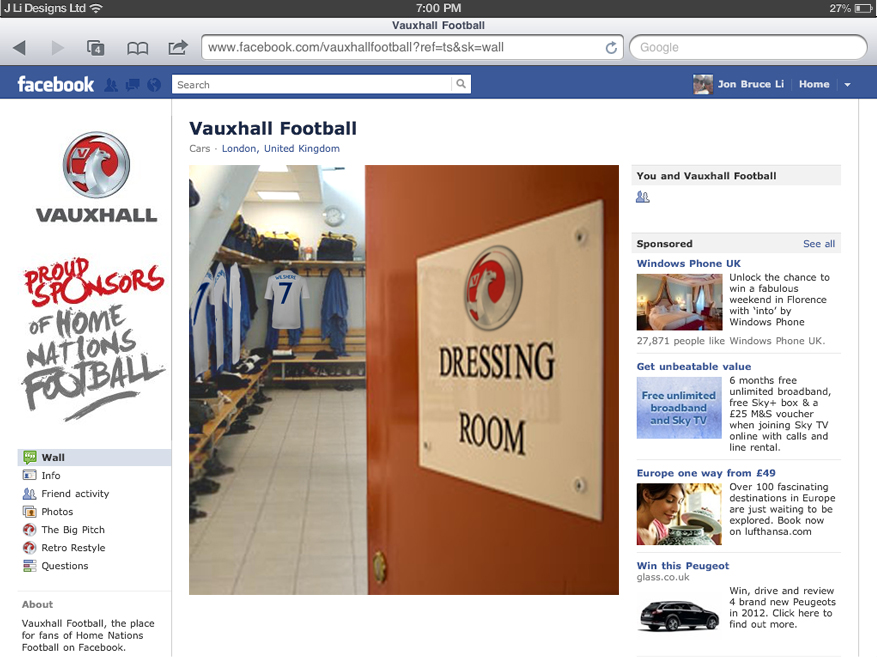 J Li Designs Ltd
7:00 PM
27%
Vauxhall Football
4
www.facebook.com/vauxhallfootball?ref=ts&sk=wall
Google
facebook
Search
Jon Bruce Li
Home
VAUXHALL
PROUD
SPONSORS
OF HOME
NATIONS
FOOTBALL
Wall
Info
Friend activity
Photos
The Big Pitch
Retro Restyle
Questions
About
Vauxhall Football, the place
for fans of Home Nations
Football on Facebook.
Vauxhall Football
Cars · London, United Kingdom
WILSHERE
7
DRESSING
ROOM
You and Vauxhall Football
Sponsored
See all
Windows Phone UK
Unlock the chance to
win a fabulous
weekend in Florence
with 'into' by
Windows Phone
27,871 people like Windows Phone UK.
Get unbeatable value
Free unlimited
broadband
and Sky TV
6 months free
unlimited broadband,
free Sky+ box & a
£25 M&S voucher
when joining Sky TV
online with calls and
line rental.
Europe one way from £49
Over 100 fascinating
destinations in Europe
are just waiting to be
explored. Book now
on lufthansa.com
Win this Peugeot
glass.co.uk
Win, drive and review
4 brand new Peugeots
in 2012. Click here to
find out more.